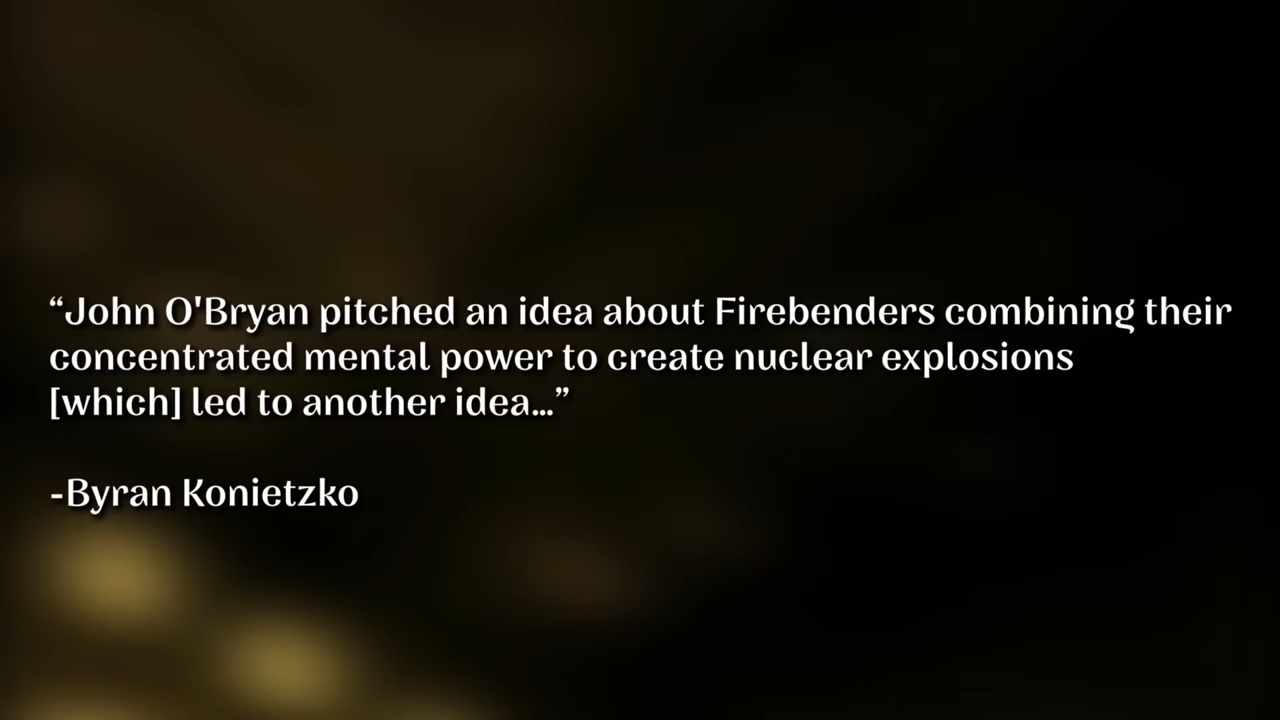 “John O'Bryan pitched an idea about Firebenders combining their
concentrated mental power to create nuclear explosions
[which] led to another idea...”
-Byran Konietzko